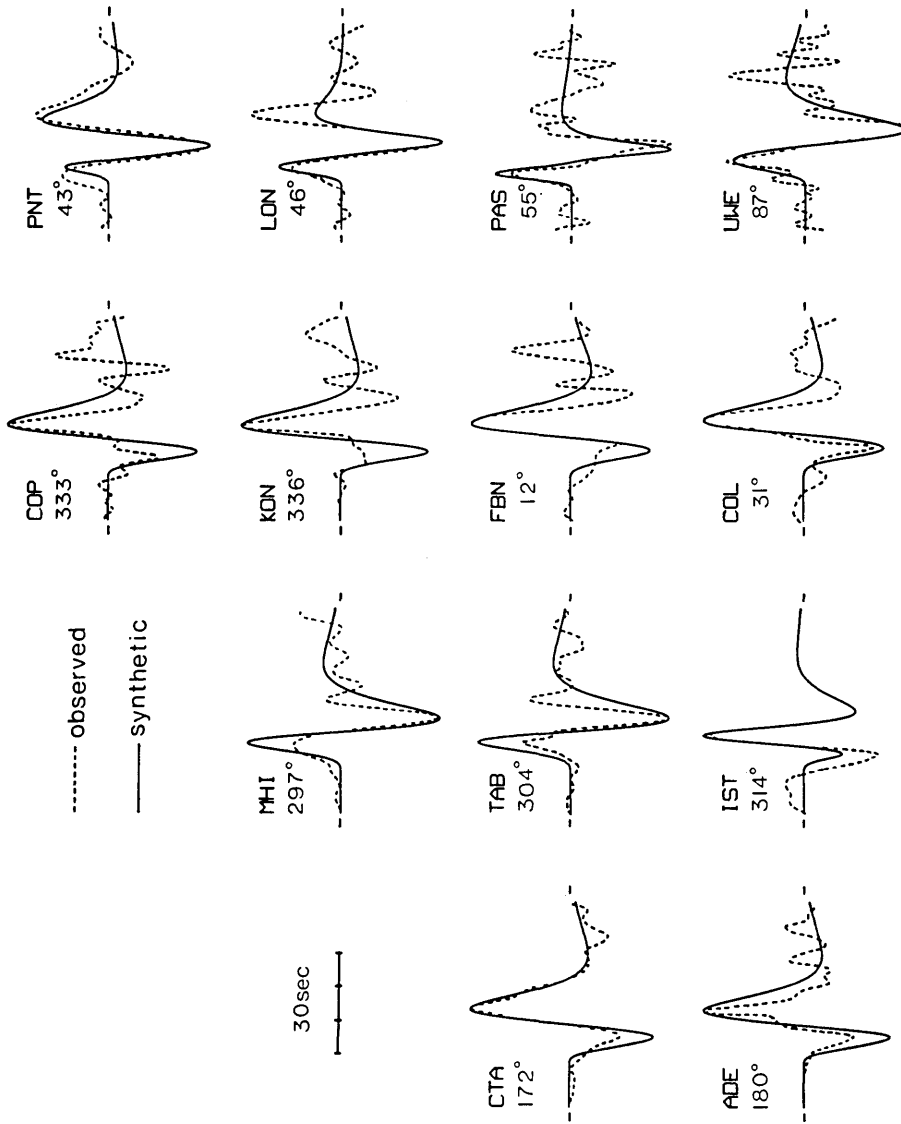 PNT
43°
LON
46°
PAS
55°
UWE
87°
COP
333°
KON
336°
FBN
12°
COL
31°
observed
synthetic
MHI
297°
TAB
304°
IST
314°
30sec
CTA
172°
ADE
180°